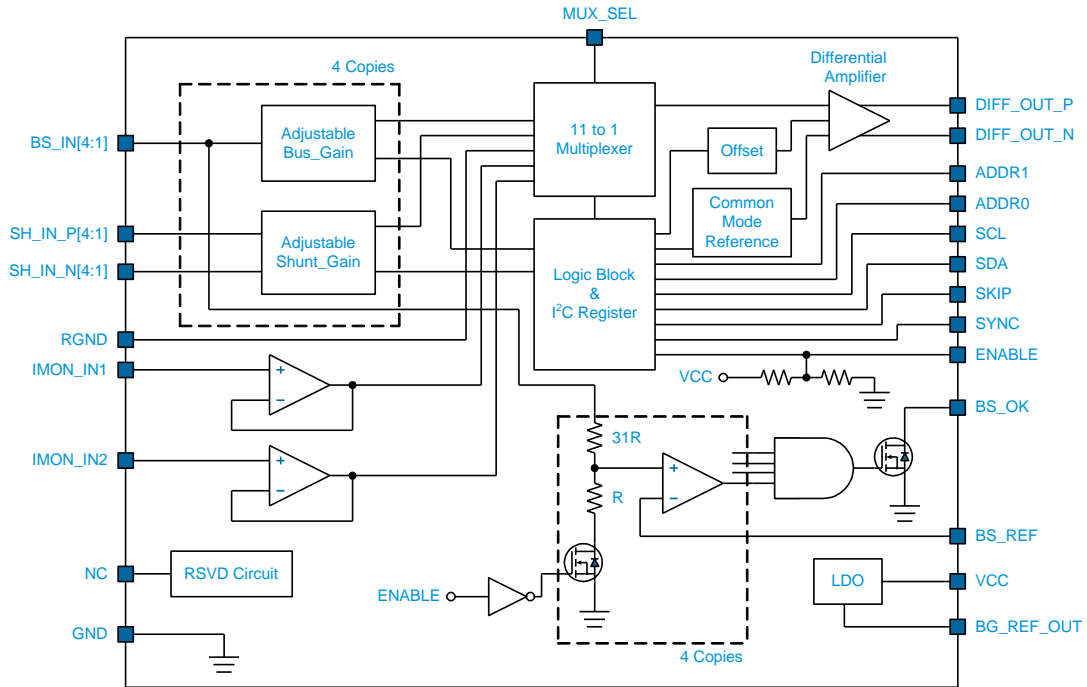 MUX_SEL
4 Copies
Differential
Amplifier
BS_IN[4:1]
Adjustable
Bus_Gain
11 to 1
Multiplexer
Offset
DIFF_OUT_P
DIFF_OUT_N
ADDR1
ADDR0
SCL
SDA
SKIP
SYNC
ENABLE
SH_IN_P[4:1]
SH_IN_N[4:1]
Adjustable
Shunt_Gain
Common
Mode
Reference
Logic Block
&
I²C Register
RGND
IMON_IN1
+
−
VCC
BS_OK
IMON_IN2
+
−
31R
R
+
−
BS_REF
NC
RSVD Circuit
ENABLE
LDO
VCC
BG_REF_OUT
GND
4 Copies